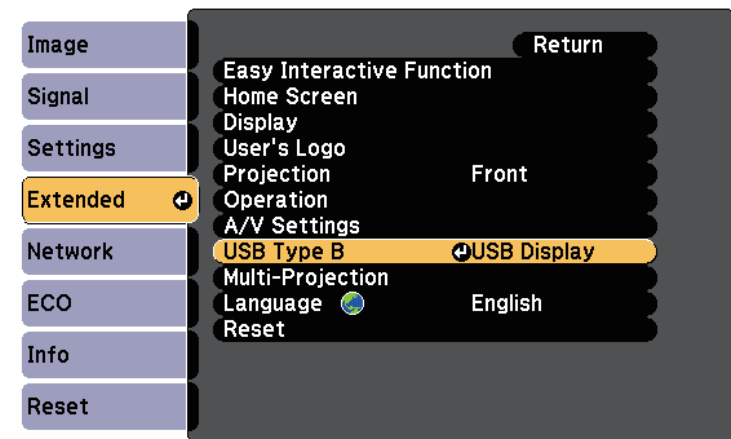 Image
Signal
Settings
Extended
Network
ECO
Info
Reset
Return
Easy Interactive Function
Home Screen
Display
User's Logo
Projection Front
Operation
A/V Settings
USB Type B USB Display
Multi-Projection
Language English
Reset